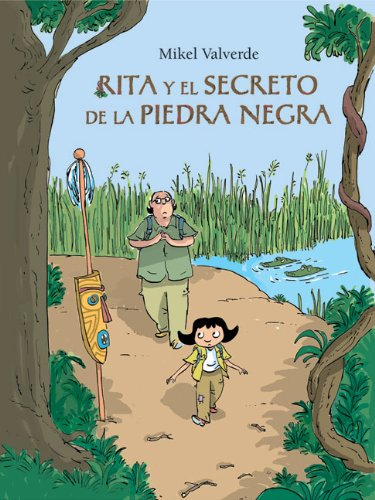 Mikel Valverde
RITA Y EL SECRETO
DE LA PIEDRA NEGRA